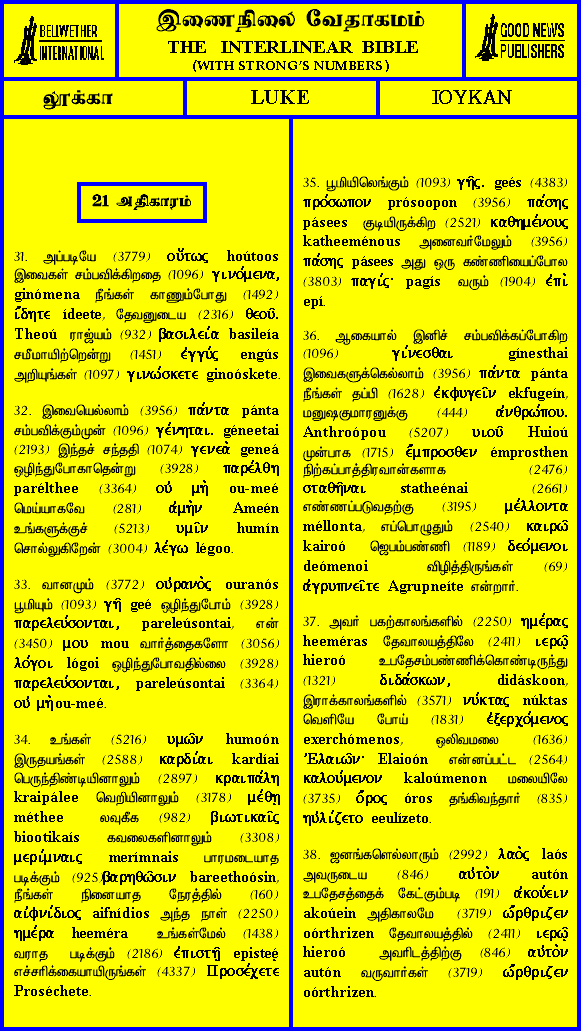 BELLWETHER
INTERNATIONAL
இணைநிலை வேதாகமம்
THE INTERLINEAR BIBLE
(WITH STRONG'S NUMBERS)
GOOD NEWS
PUBLISHERS
லூக்கா
LUKE
IOYKAN
21 அதிகாரம்
31. அப்படியே (3779) οὕτως hoútoos
இவைகள் சம்பவிக்கிறதை (1096) γινόμενα,
ginómena நீங்கள் காணும்போது (1492)
ἴδητε ídeete, தேவனுடைய (2316) θεοῦ.
Theoú ராஜ்யம் (932) βασιλεία basileía
சமீமாயிற்றென்று (1451) ἐγγύς engús
அறியுங்கள் (1097) γινώσκετε ginoóskete.
32. இவையெல்லாம் (3956) πάντα pánta
சம்பவிக்கும்முன் (1096) γένηται. géneetai
(2193) இந்தச் சந்ததி (1074) γενεὰ geneá
ஒழிந்துபோகாதென்று (3928) παρέλθη
parélthee (3364) οὐ μὴ ou-meé
மெய்யாகவே (281) ἀμὴν Ameén
உங்களுக்குச் (5213) υμῖν humín
சொல்லுகிறேன் (3004) λέγω légoo.
33. வானமும் (3772) οὐρανὸς ouranós
பூமியும் (1093) γῆ geé ஒழிந்துபோம் (3928)
παρελεύσονται, pareleúsontai, என்
(3450) μου mou வார்த்தைகளோ (3056)
λόγοι lógoi ஒழிந்துபோவதில்லை (3928)
παρελεύσονται, pareleúsontai (3364)
οὐ μὴ ou-meé.
34. உங்கள் (5216) υμῶν humoón
இருதயங்கள் (2588) καρδίαι kardíai
பெருந்திண்டியினாலும் (2897) κραιπάλη
kraipálee வெறியினாலும் (3178) μέθῃ
méthee லவுகீக (982) βιωτικαῖς
biootikaís கவலைகளினாலும் (3308)
μερίμναις merímnais பாரமடையாத
படிக்கும் (925)βαρηθῶσιν bareethoósin,
நீங்கள் நினையாத நேரத்தில் (160)
αἰφνίδιος aifnídios அந்த நாள் (2250)
ημέρα heeméra உங்கள்மேல் (1438)
வராத படிக்கும் (2186) ἐπιστῇ episteé
எச்சரிக்கையாயிருங்கள் (4337) Προσέχετε
Proséchete.
35. பூமியிலெங்கும் (1093) γῆς. geés (4383)
πρόσωπον prósoopon (3956) πάσης
pásees குடியிருக்கிற (2521) καθημένους
katheeménous அனைவர்மேலும் (3956)
πάσης pásees அது ஒரு கண்ணியைப்போல
(3803) παγίς· pagís வரும் (1904) ἐπὶ
epí.
36. ஆகையால் இனிச் சம்பவிக்கப்போகிற
(1096) γίνεσθαι gínesthai
இவைகளுக்கெல்லாம் (3956) πάντα pánta
நீங்கள் தப்பி (1628) ἐκφυγεῖν ekfugeín,
மனுஷகுமாரனுக்கு (444) ἀνθρώπου.
Anthroópou (5207) υιοῦ Huioú
முன்பாக (1715) ἔμπροσθεν émprosthen
நிற்கப்பாத்திரவான்களாக (2476)
σταθῆναι statheénai (2661)
எண்ணப்படுவதற்கு (3195) μέλλοντα
méllonta, எப்பொழுதும் (2540) καιρῶ
kairoó ஜெபம்பண்ணி (1189) δεόμενοι
deómenoi விழித்திருங்கள் (69)
ἀγρυπνεῖτε Agrupneíte என்றார்.
37. அவர் பகற்காலங்களில் (2250) ημέρας
heeméras தேவாலயத்திலே (2411) ιερῷ
hieroó உபதேசம்பண்ணிக்கொண்டிருந்து
(1321) διδάσκων, didáskoon,
இராக்காலங்களில் (3571) νύκτας núktas
வெளியே போய் (1831) ἐξερχόμενος
exerchómenos, ஒலிவமலை (1636)
Ἐλαιῶν· Elaioón என்னப்பட்ட (2564)
καλούμενον kaloúmenon மலையிலே
(3735) ὄρος óros தங்கிவந்தார் (835)
ηὐλίζετο eeulízeto.
38. ஜனங்களெல்லாரும் (2992) λαὸς laós
அவருடைய (846) αὐτὸν autón
உபதேசத்தைக் கேட்கும்படி (191) ἀκούειν
akoúein அதிகாலமே (3719) ὤρθριζεν
oórthrizen தேவாலயத்தில் (2411) ιερῷ
hieroó அவரிடத்திற்கு (846) αὐτὸν
autón வருவார்கள் (3719) ὤρθριζεν
oórthrizen.